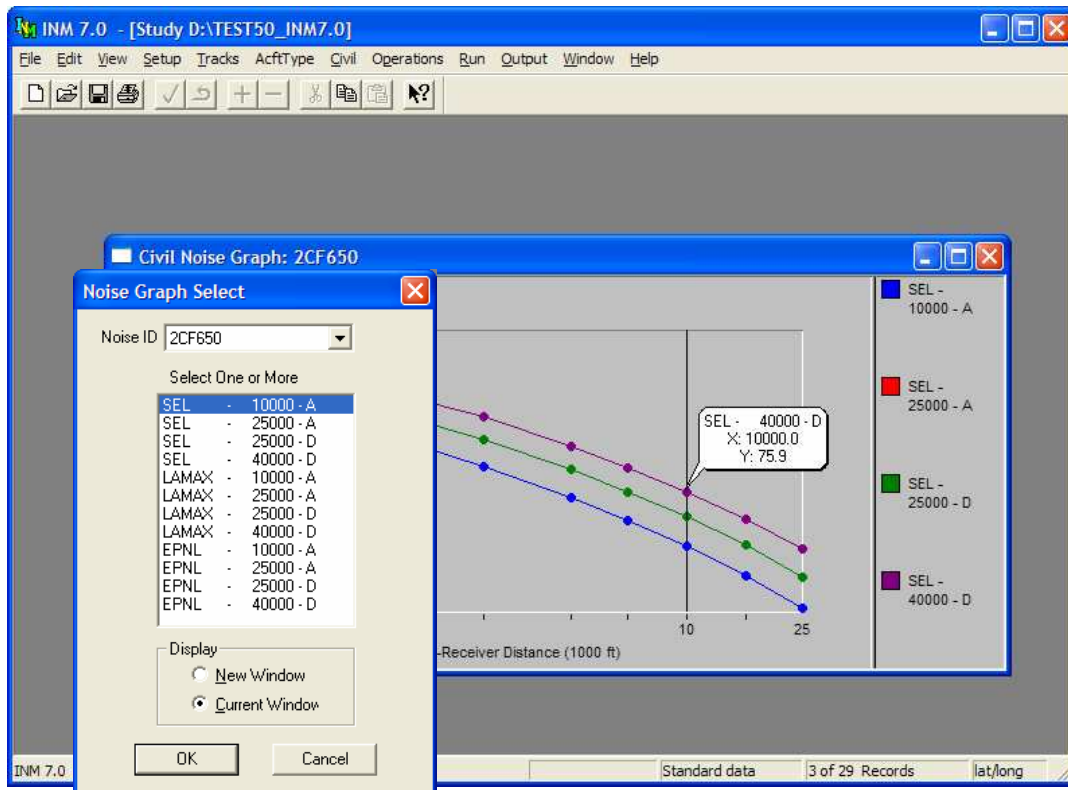 INM 7.0 - [Study D:\TEST50_INM7.0]
File Edit View Setup Tracks AcftType Civil Operations Run Output Window Help
Civil Noise Graph: 2CF650
Noise Graph Select
Noise ID 2CF650
Select One or More
SEL - 10000 - A
SEL - 25000 - A
SEL - 25000 - D
SEL - 40000 - D
LAMAX - 10000 - A
LAMAX - 25000 - A
LAMAX - 25000 - D
LAMAX - 40000 - D
EPNL - 10000 - A
EPNL - 25000 - A
EPNL - 25000 - D
EPNL - 40000 - D
Display
New Window
Current Window
OK Cancel
SEL - 40000 - D
X: 10000.0
Y: 75.9
10 25
-Receiver Distance (1000 ft)
SEL -
10000 - A
SEL -
25000 - A
SEL -
25000 - D
SEL -
40000 - D
INM 7.0 Standard data 3 of 29 Records lat/long